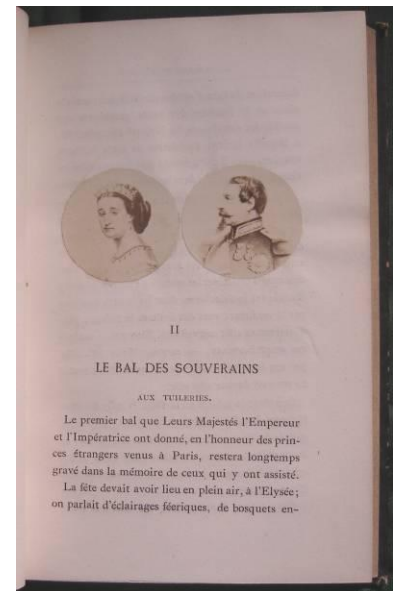 II
LE BAL DES SOUVERAINS
AUX TUILERIES.
Le premier bal que Leurs Majestés l'Empereur
et l'Impératrice ont donné, en l'honneur des prin-
ces étrangers venus à Paris, restera longtemps
gravé dans la mémoire de ceux qui y ont assisté.
La fête devait avoir lieu en plein air, à l'Elysée;
on parlait d'éclairages féeriques, de bosquets en-